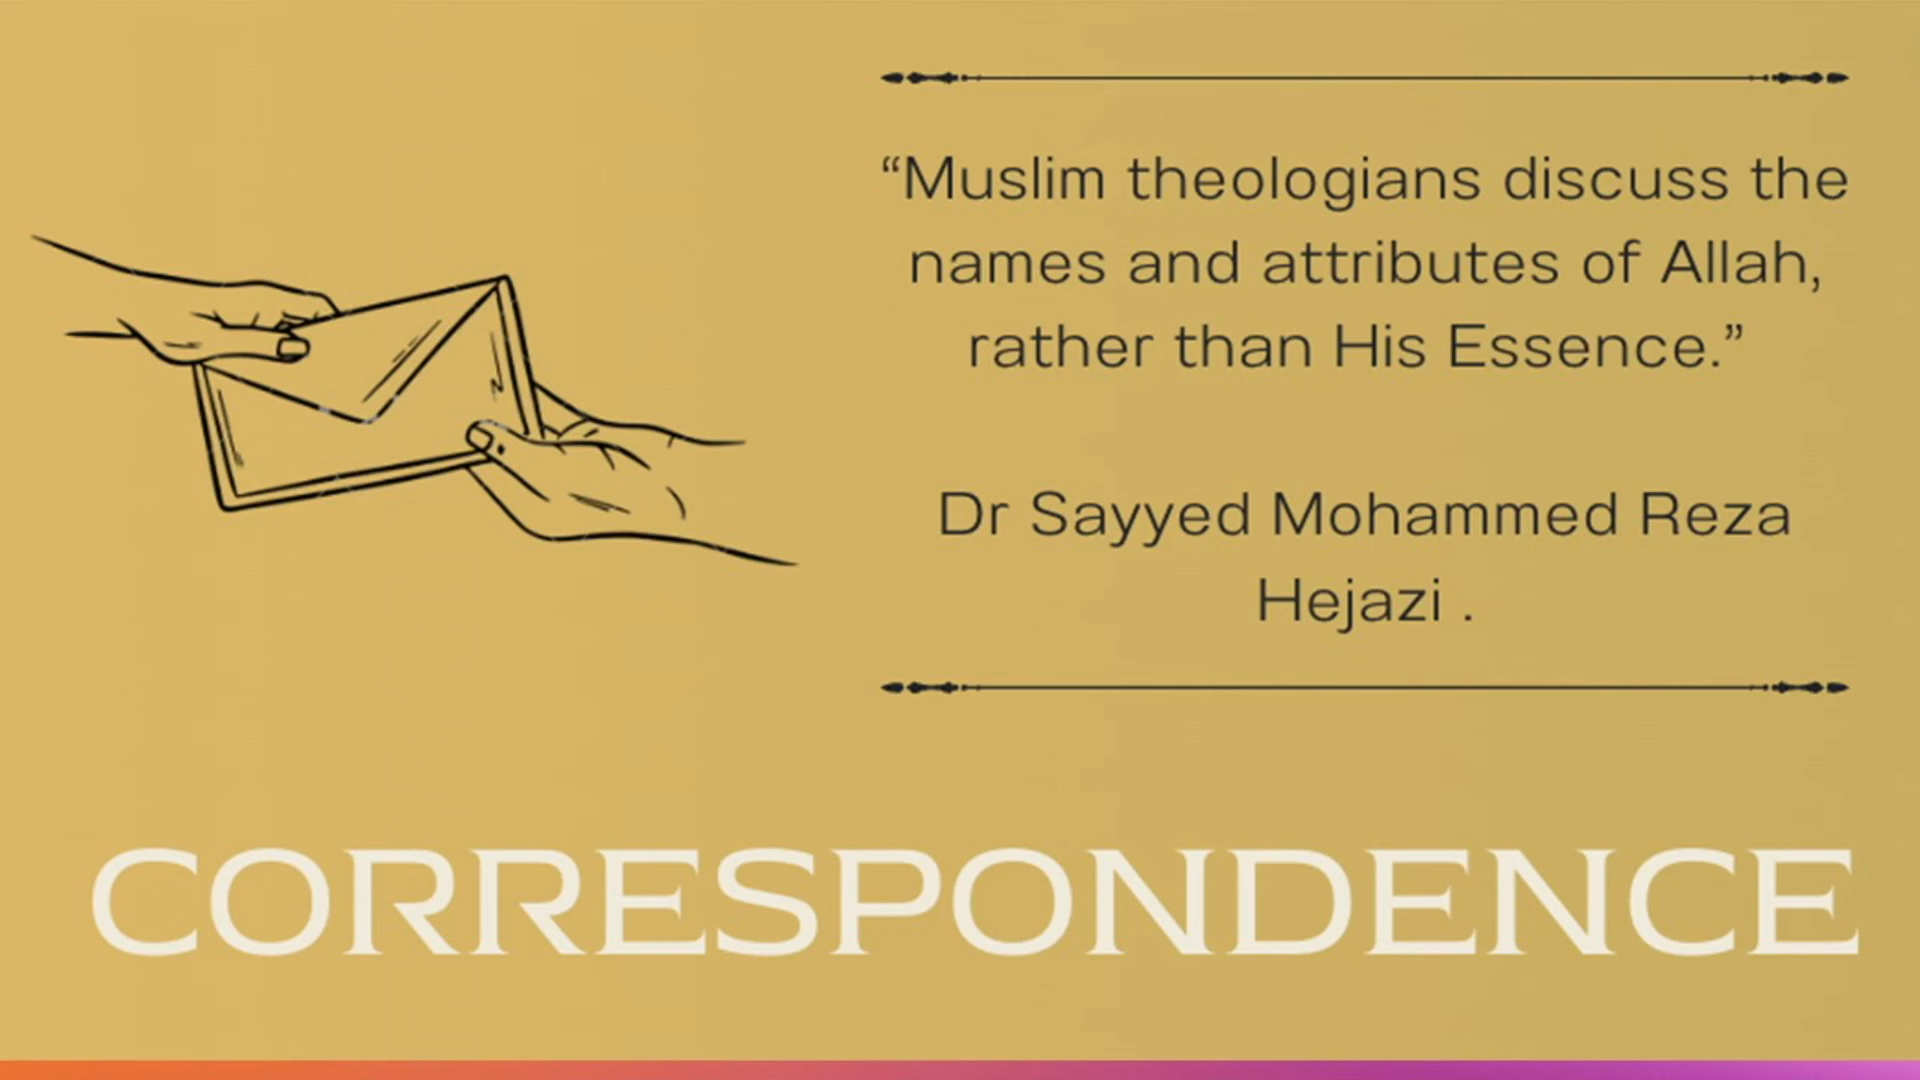 “Muslim theologians discuss the
names and attributes of Allah,
rather than His Essence.”
Dr Sayyed Mohammed Reza
Hejazi .
CORRESPONDENCE